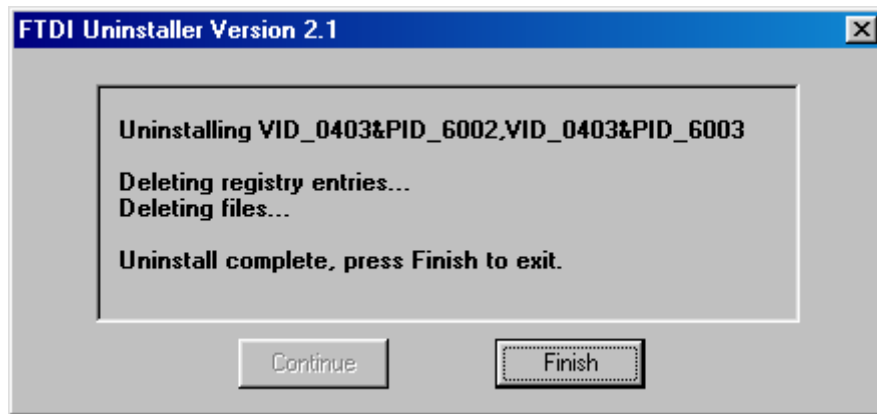 FTDI Uninstaller Version 2.1
Uninstalling VID_0403&PID_6002,VID_0403&PID_6003
Deleting registry entries...
Deleting files...
Uninstall complete, press Finish to exit.
Continue
Finish